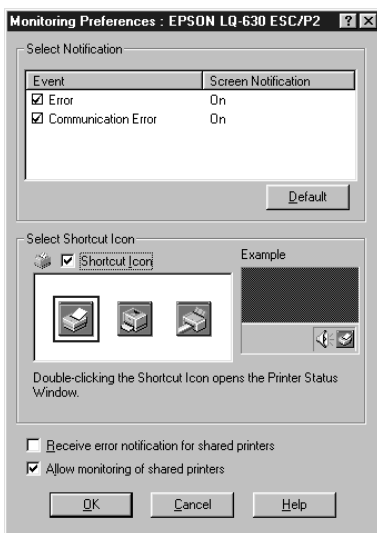 Monitoring Preferences : EPSON LQ-630 ESC/P2
Select Notification
Event Screen Notification
Error On
Communication Error On
Default
Select Shortcut Icon
Shortcut Icon
Example
Double-clicking the Shortcut Icon opens the Printer Status
Window.
Receive error notification for shared printers
Allow monitoring of shared printers
OK Cancel Help